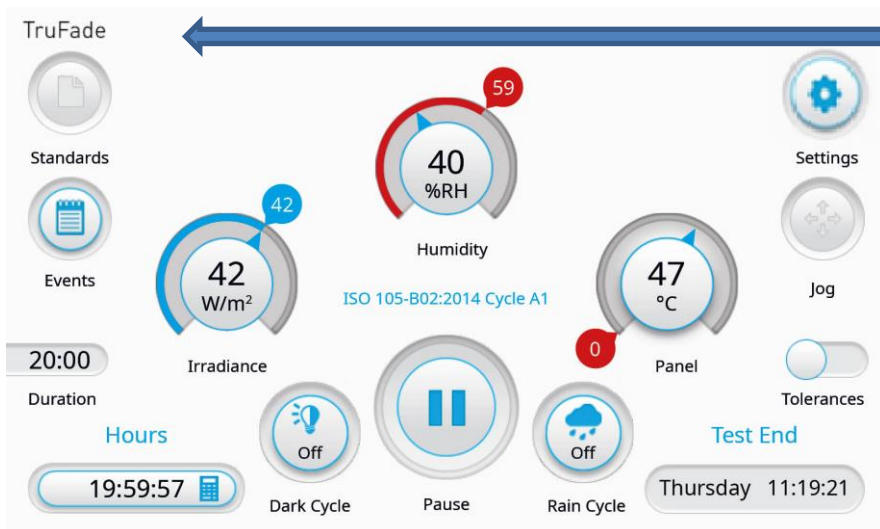 TruFade
Standards
Settings
59
40
%RH
Humidity
Events
Jog
42
42
W/m²
Irradiance
ISO 105-B02:2014 Cycle A1
47
°C
0
Panel
20:00
Duration
Tolerances
Hours
19:59:57
Off
Dark Cycle
Pause
Off
Rain Cycle
Test End
Thursday 11:19:21